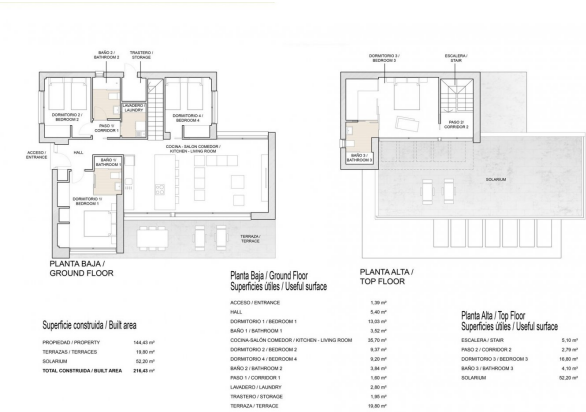 BAÑO 2 /
BATHROOM 2
TRASTERO /
STORAGE
DORMITORIO 2 /
BEDROOM 2
LAVADERO /
LAUNDRY
DORMITORIO 4 /
BEDROOM 4
PASO 1/
CORRIDOR 1
ACCESO /
ENTRANCE
HALL
COCINA - SALÓN COMEDOR /
KITCHEN - LIVING ROOM
BAÑO 1/
BATHROOM 1
DORMITORIO 1/
BEDROOM 1
TERRAZA /
TERRACE
PLANTA BAJA /
GROUND FLOOR
DORMITORIO 3 /
BEDROOM 3
ESCALERA /
STAIR
PASO 2/
CORRIDOR 2
BAÑO 3 /
BATHROOM 3
SOLARIUM
PLANTA ALTA /
TOP FLOOR
Superficie construida / Built area
PROPIEDAD / PROPERTY 144,43 m²
TERRAZAS / TERRACES 19,80 m²
SOLARIUM 52,20 m²
TOTAL CONSTRUIDA / BUILT AREA 216,43 m²
Planta Baja / Ground Floor
Superficies útiles / Useful surface
ACCESO / ENTRANCE 1,39 m²
HALL 5,40 m²
DORMITORIO 1 / BEDROOM 1 13,03 m²
BAÑO 1 / BATHROOM 1 3,52 m²
COCINA-SALÓN COMEDOR / KITCHEN - LIVING ROOM 35,70 m²
DORMITORIO 2 / BEDROOM 2 9,37 m²
DORMITORIO 4 / BEDROOM 4 9,20 m²
BAÑO 2 / BATHROOM 2 3,84 m²
PASO 1 / CORRIDOR 1 1,60 m²
LAVADERO / LAUNDRY 2,80 m²
TRASTERO / STORAGE 1,95 m²
TERRAZA / TERRACE 19,80 m²
Planta Alta / Top Floor
Superficies útiles / Useful surface
ESCALERA / STAIR 5,10 m²
PASO 2 / CORRIDOR 2 2,79 m²
DORMITORIO 3 / BEDROOM 3 16,80 m²
BAÑO 3 / BATHROOM 3 4,10 m²
SOLARIUM 52,20 m²